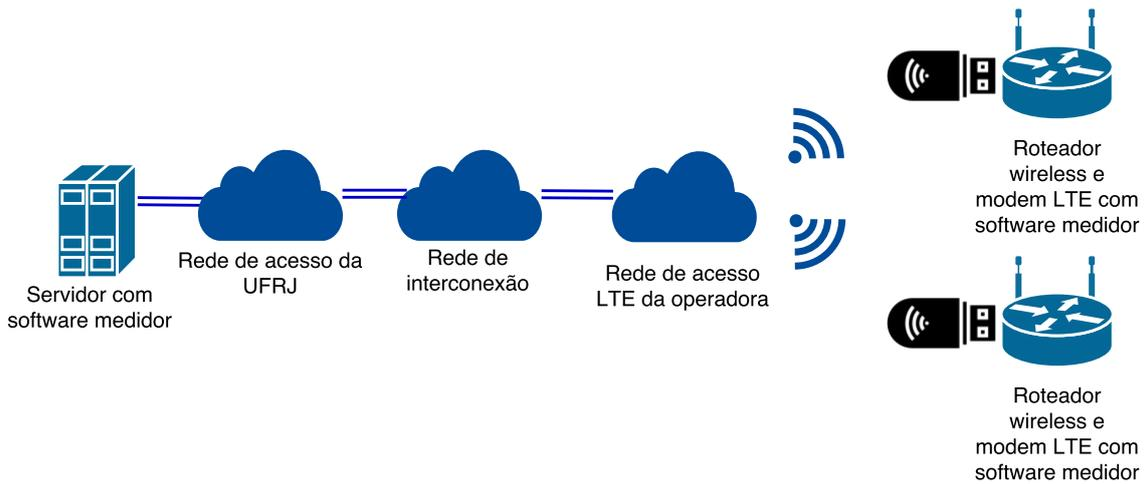 Servidor com
software medidor
Rede de acesso da
UFRJ
Rede de
interconexão
Rede de acesso
LTE da operadora
Roteador
wireless e
modem LTE com
software medidor
Roteador
wireless e
modem LTE com
software medidor